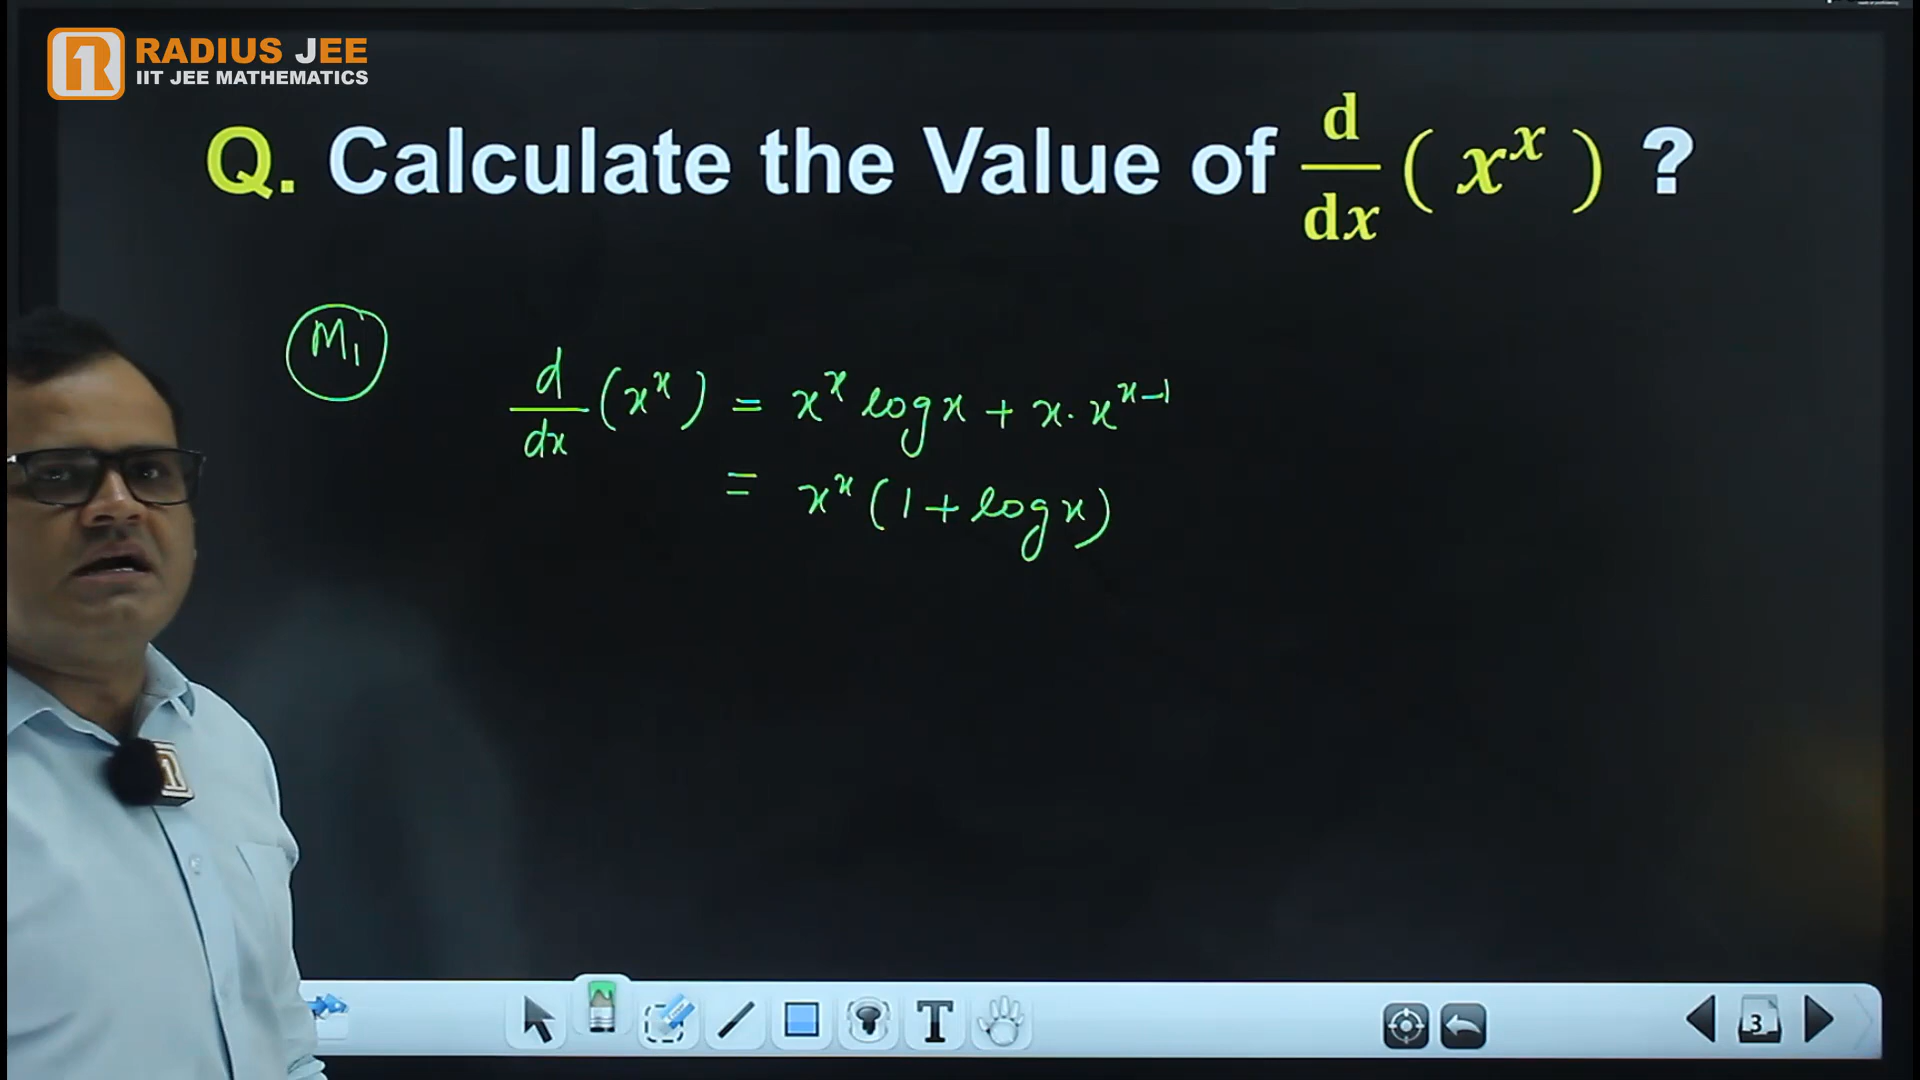 RADIUS JEE
IIT JEE MATHEMATICS
Q. Calculate the Value of d/dx ( x^x ) ?
M1
d/dx (x^x) = x^x log x + x · x^(x-1)
= x^x (1 + log x)
T
3